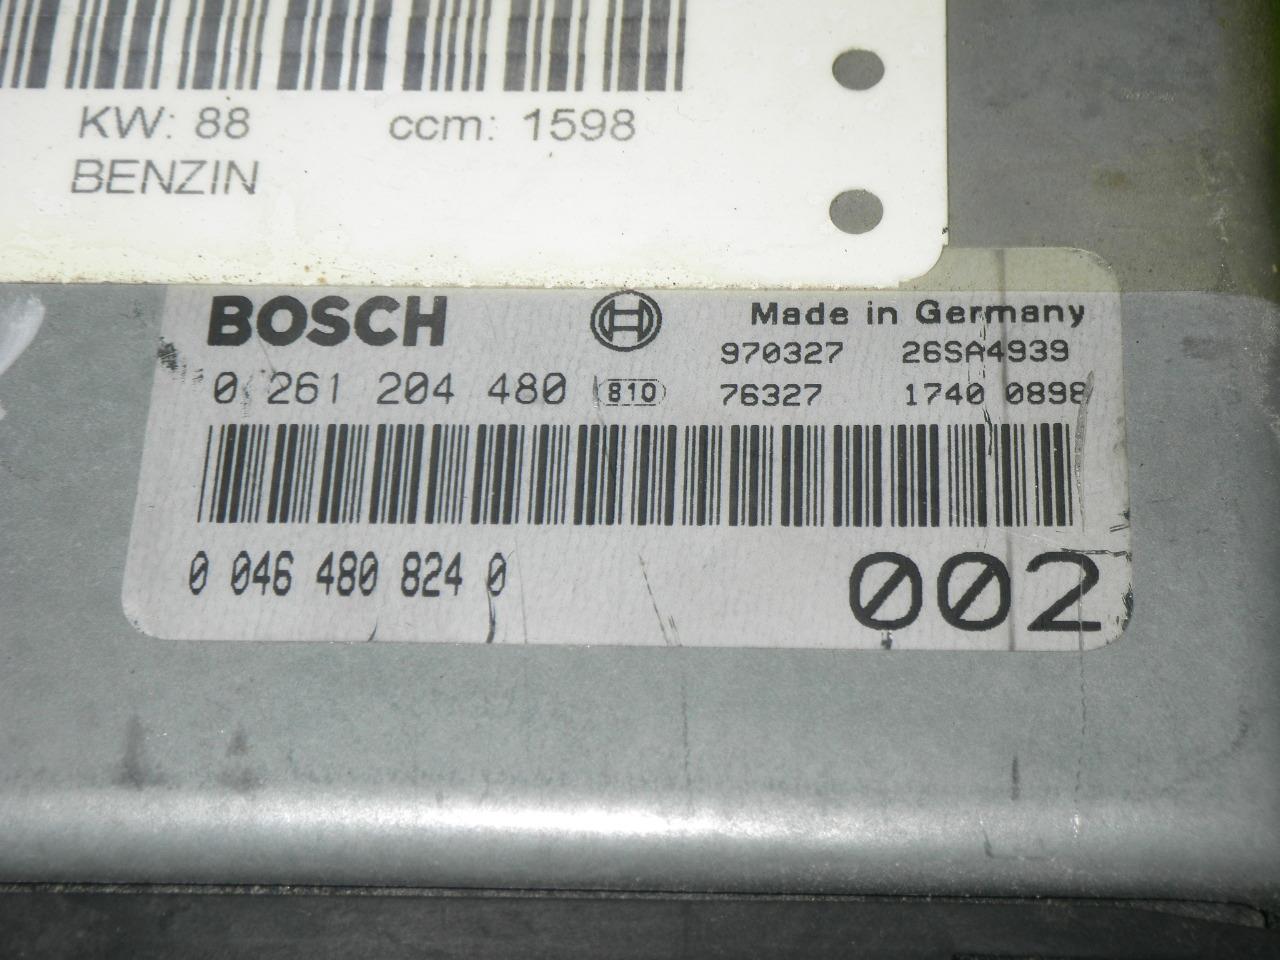 KW: 88 ccm: 1598
BENZIN
BOSCH Made in Germany
970327 26SA4939
0 261 204 480 810 76327 1740 0898
0 046 480 824 0 002